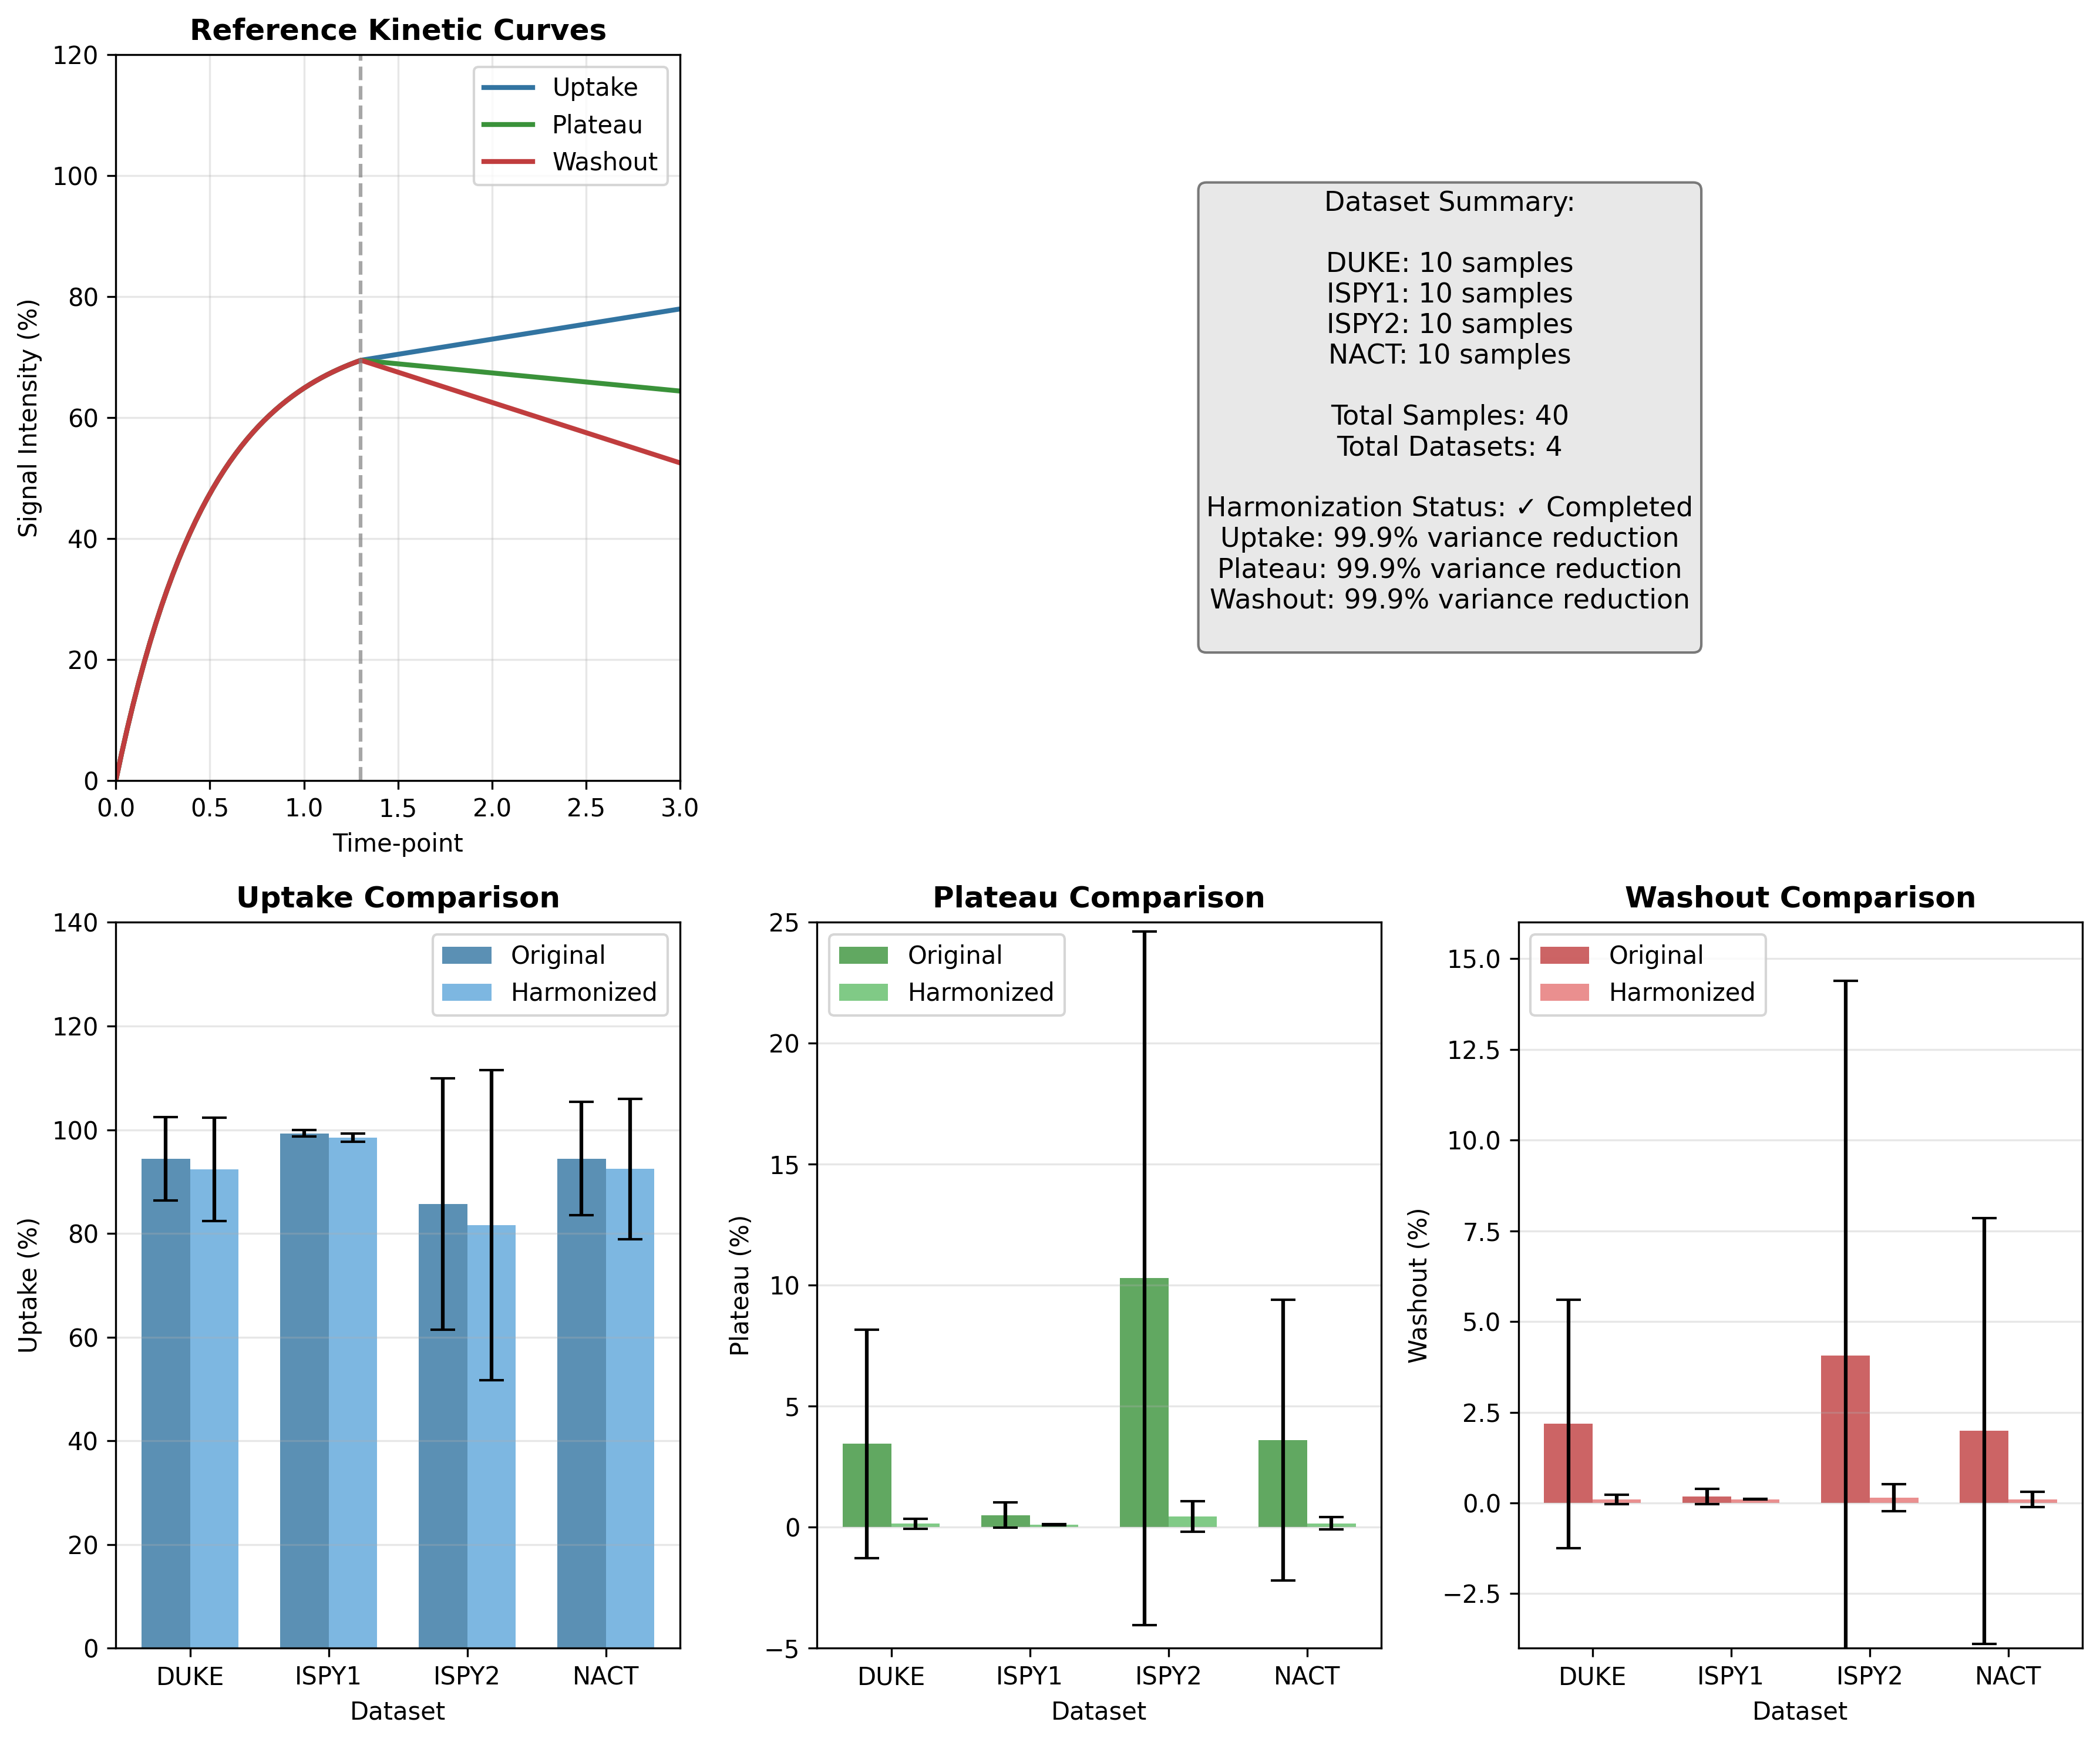 Reference Kinetic Curves
120
100
80
60
40
20
0
Signal Intensity (%)
Uptake
Plateau
Washout
0.0 0.5 1.0 1.5 2.0 2.5 3.0
Time-point
Dataset Summary:
DUKE: 10 samples
ISPY1: 10 samples
ISPY2: 10 samples
NACT: 10 samples
Total Samples: 40
Total Datasets: 4
Harmonization Status: ✓ Completed
Uptake: 99.9% variance reduction
Plateau: 99.9% variance reduction
Washout: 99.9% variance reduction
Uptake Comparison
140
120
100
80
60
40
20
0
Uptake (%)
Original
Harmonized
DUKE ISPY1 ISPY2 NACT
Dataset
Plateau Comparison
25
20
15
10
5
0
−5
Plateau (%)
Original
Harmonized
DUKE ISPY1 ISPY2 NACT
Dataset
Washout Comparison
15.0
12.5
10.0
7.5
5.0
2.5
0.0
−2.5
Washout (%)
Original
Harmonized
DUKE ISPY1 ISPY2 NACT
Dataset